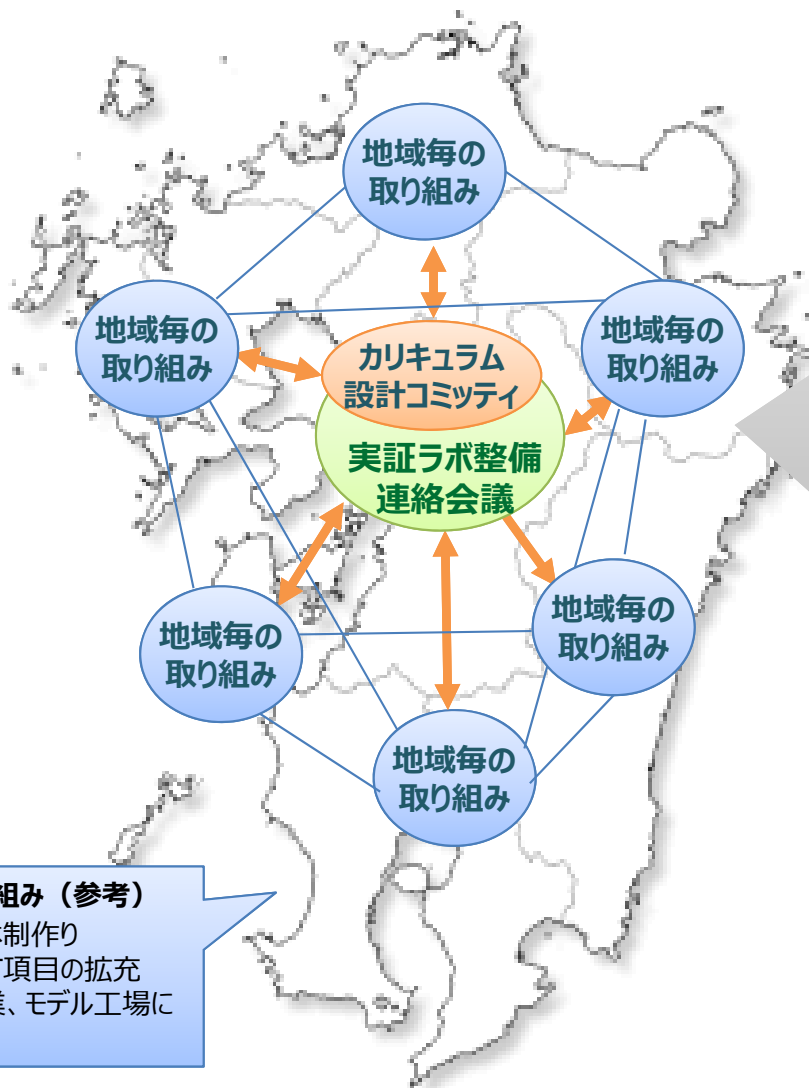 地域毎の
取り組み
地域毎の
取り組み
地域毎の
取り組み
カリキュラム
設計コミッティ
実証ラボ整備
連絡会議
地域毎の
取り組み
地域毎の
取り組み
地域毎の
取り組み
組み（参考）
制作り
項目の拡充
、モデル工場に